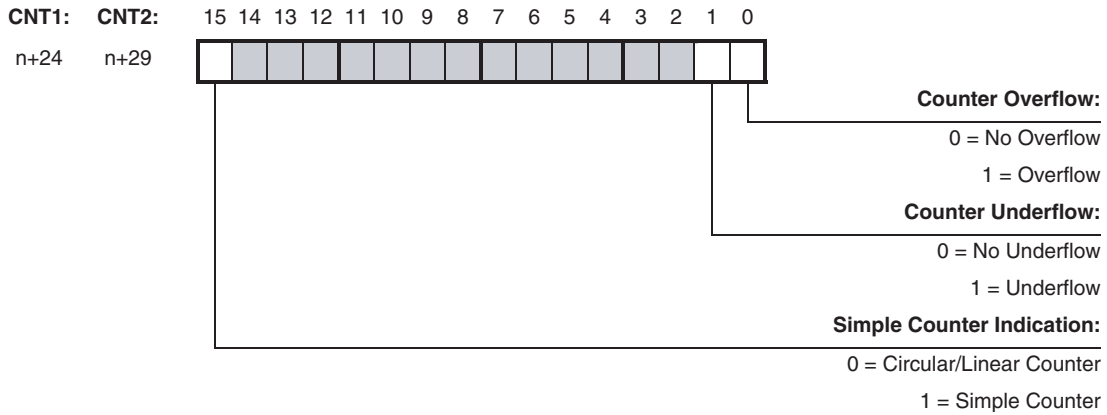 CNT1: CNT2: 15 14 13 12 11 10 9 8 7 6 5 4 3 2 1 0
n+24 n+29
Counter Overflow:
0 = No Overflow
1 = Overflow
Counter Underflow:
0 = No Underflow
1 = Underflow
Simple Counter Indication:
0 = Circular/Linear Counter
1 = Simple Counter